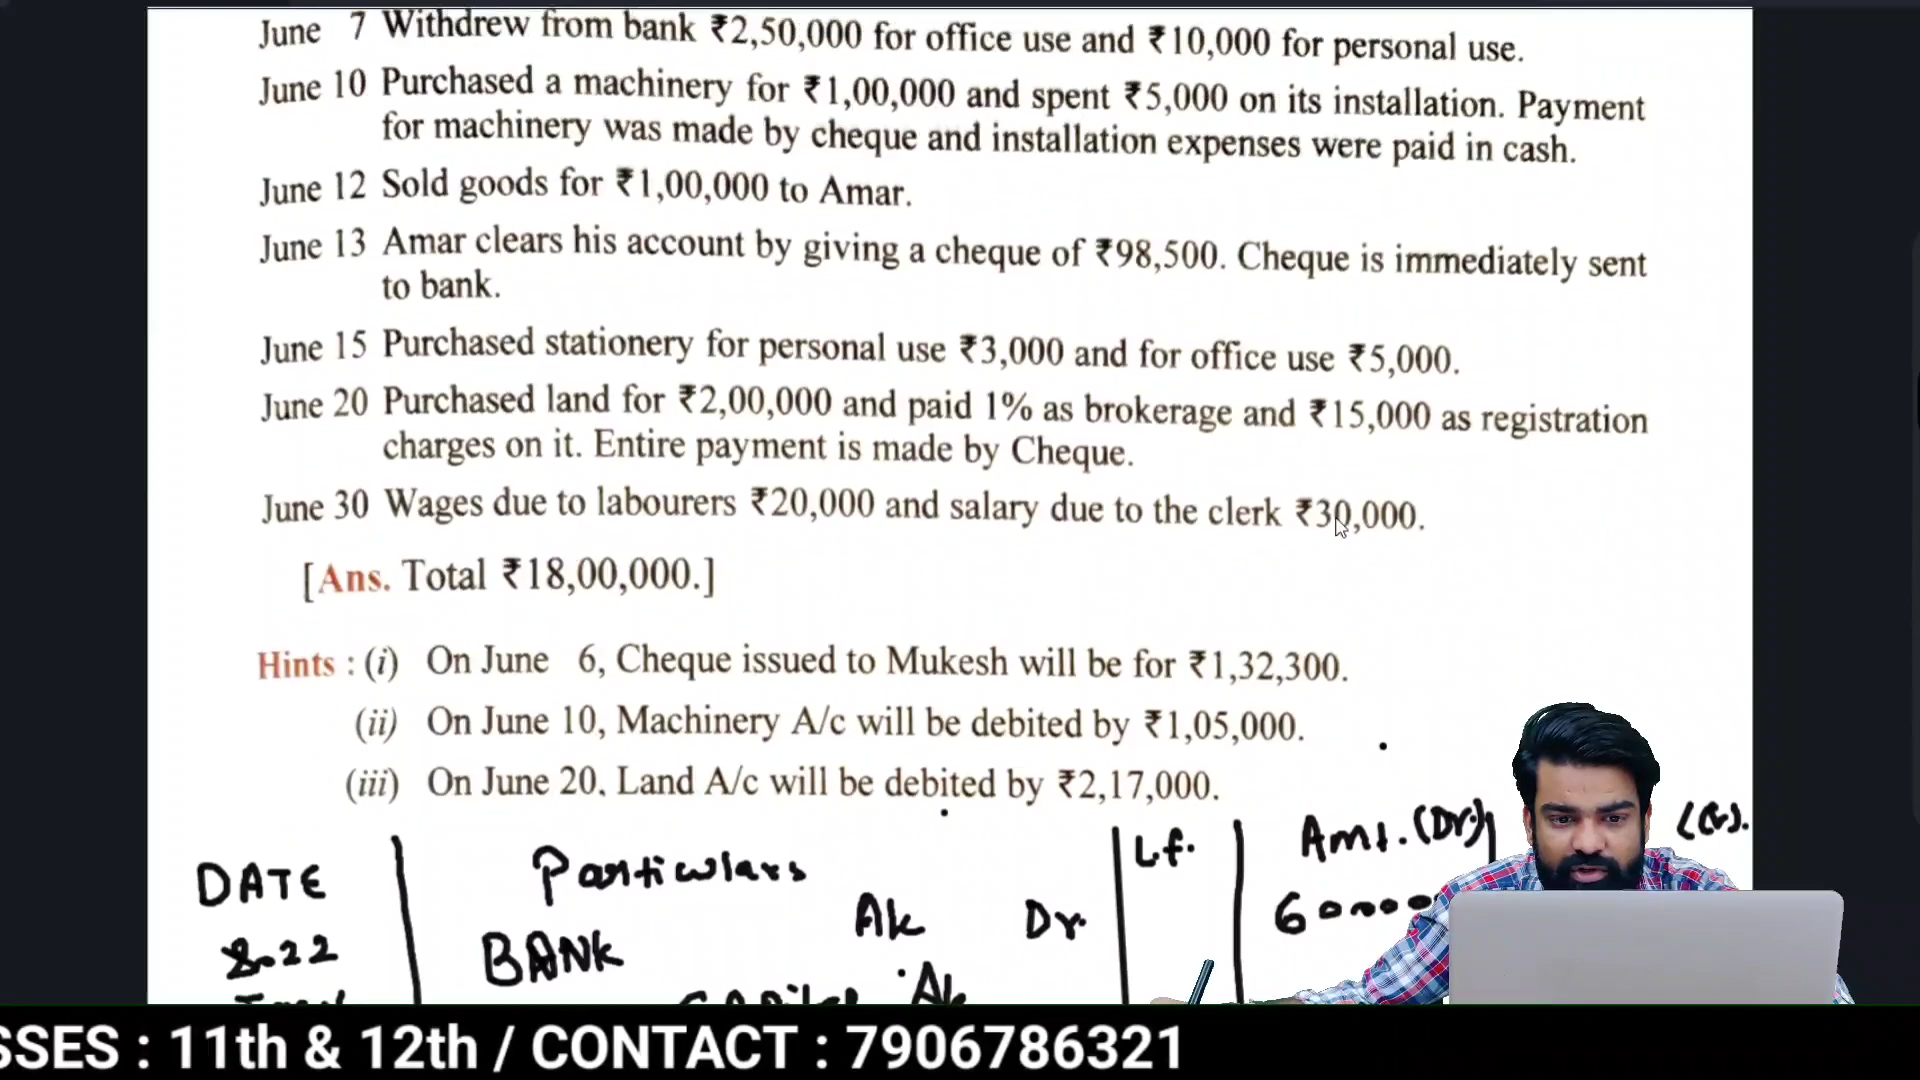 June 7 Withdrew from bank ₹2,50,000 for office use and ₹10,000 for personal use.
June 10 Purchased a machinery for ₹1,00,000 and spent ₹5,000 on its installation. Payment
for machinery was made by cheque and installation expenses were paid in cash.
June 12 Sold goods for ₹1,00,000 to Amar.
June 13 Amar clears his account by giving a cheque of ₹98,500. Cheque is immediately sent
to bank.
June 15 Purchased stationery for personal use ₹3,000 and for office use ₹5,000.
June 20 Purchased land for ₹2,00,000 and paid 1% as brokerage and ₹15,000 as registration
charges on it. Entire payment is made by Cheque.
June 30 Wages due to labourers ₹20,000 and salary due to the clerk ₹30,000.
[Ans. Total ₹18,00,000.]
Hints : (i) On June 6, Cheque issued to Mukesh will be for ₹1,32,300.
(ii) On June 10, Machinery A/c will be debited by ₹1,05,000.
(iii) On June 20, Land A/c will be debited by ₹2,17,000.
DATE Particulars L.f. Amt. (Dr) (Cr).
2022 BANK A/c Dr.
A/c
SSES : 11th & 12th / CONTACT : 7906786321